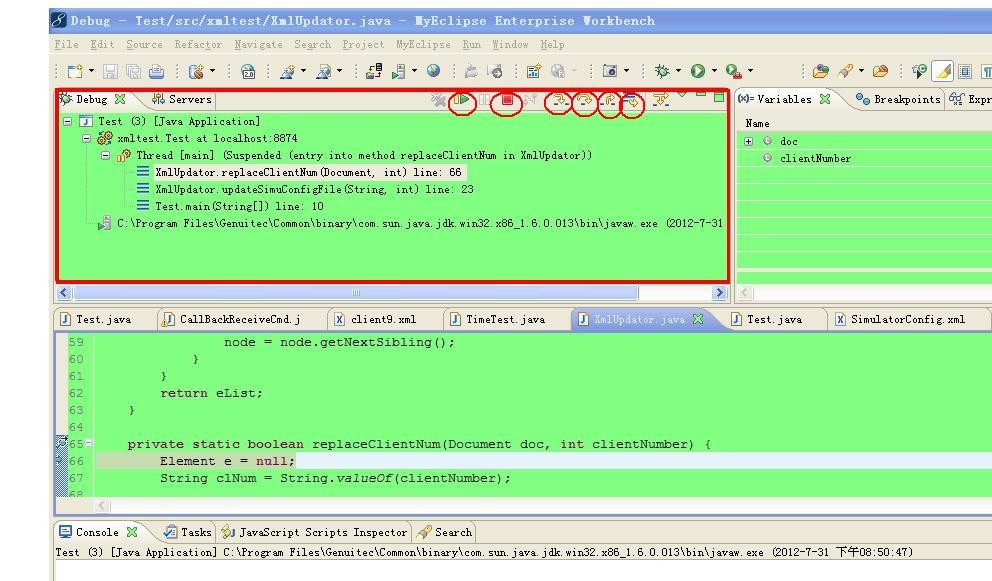 Debug - Test/src/xmltest/XmlUpdator.java - MyEclipse Enterprise Workbench
File Edit Source Refactor Navigate Search Project MyEclipse Run Window Help
Debug Servers
Test (3) [Java Application]
xmltest.Test at localhost:8874
Thread [main] (Suspended (entry into method replaceClientNum in XmlUpdator))
XmlUpdator.replaceClientNum(Document, int) line: 66
XmlUpdator.updateSimuConfigFile(String, int) line: 23
Test.main(String[]) line: 10
C:\Program Files\Genuitec\Common\binary\com.sun.java.jdk.win32.x86_1.6.0.013\bin\javaw.exe (2012-7-31
(x)= Variables Breakpoints Expr
Name
doc
clientNumber
Test.java CallBackReceiveCmd.j client9.xml TimeTest.java XmlUpdator.java Test.java SimulatorConfig.xml
59 node = node.getNextSibling();
60 }
61 }
62 return eList;
63 }
64
65 private static boolean replaceClientNum(Document doc, int clientNumber) {
66 Element e = null;
67 String clNum = String.valueOf(clientNumber);
68
Console Tasks JavaScript Scripts Inspector Search
Test (3) [Java Application] C:\Program Files\Genuitec\Common\binary\com.sun.java.jdk.win32.x86_1.6.0.013\bin\javaw.exe (2012-7-31 下午08:50:47)